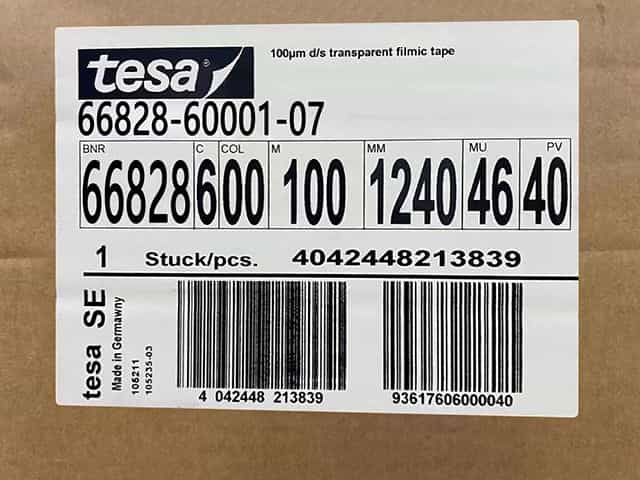 tesa®
100µm d/s transparent filmic tape
66828-60001-07
BNR C COL M MM MU PV
66828 6 00 100 1240 46 40
1 Stuck/pcs. 4042448213839
tesa SE
Made in Germawny
105211
105235-03
4 042448 213839
93617606000040